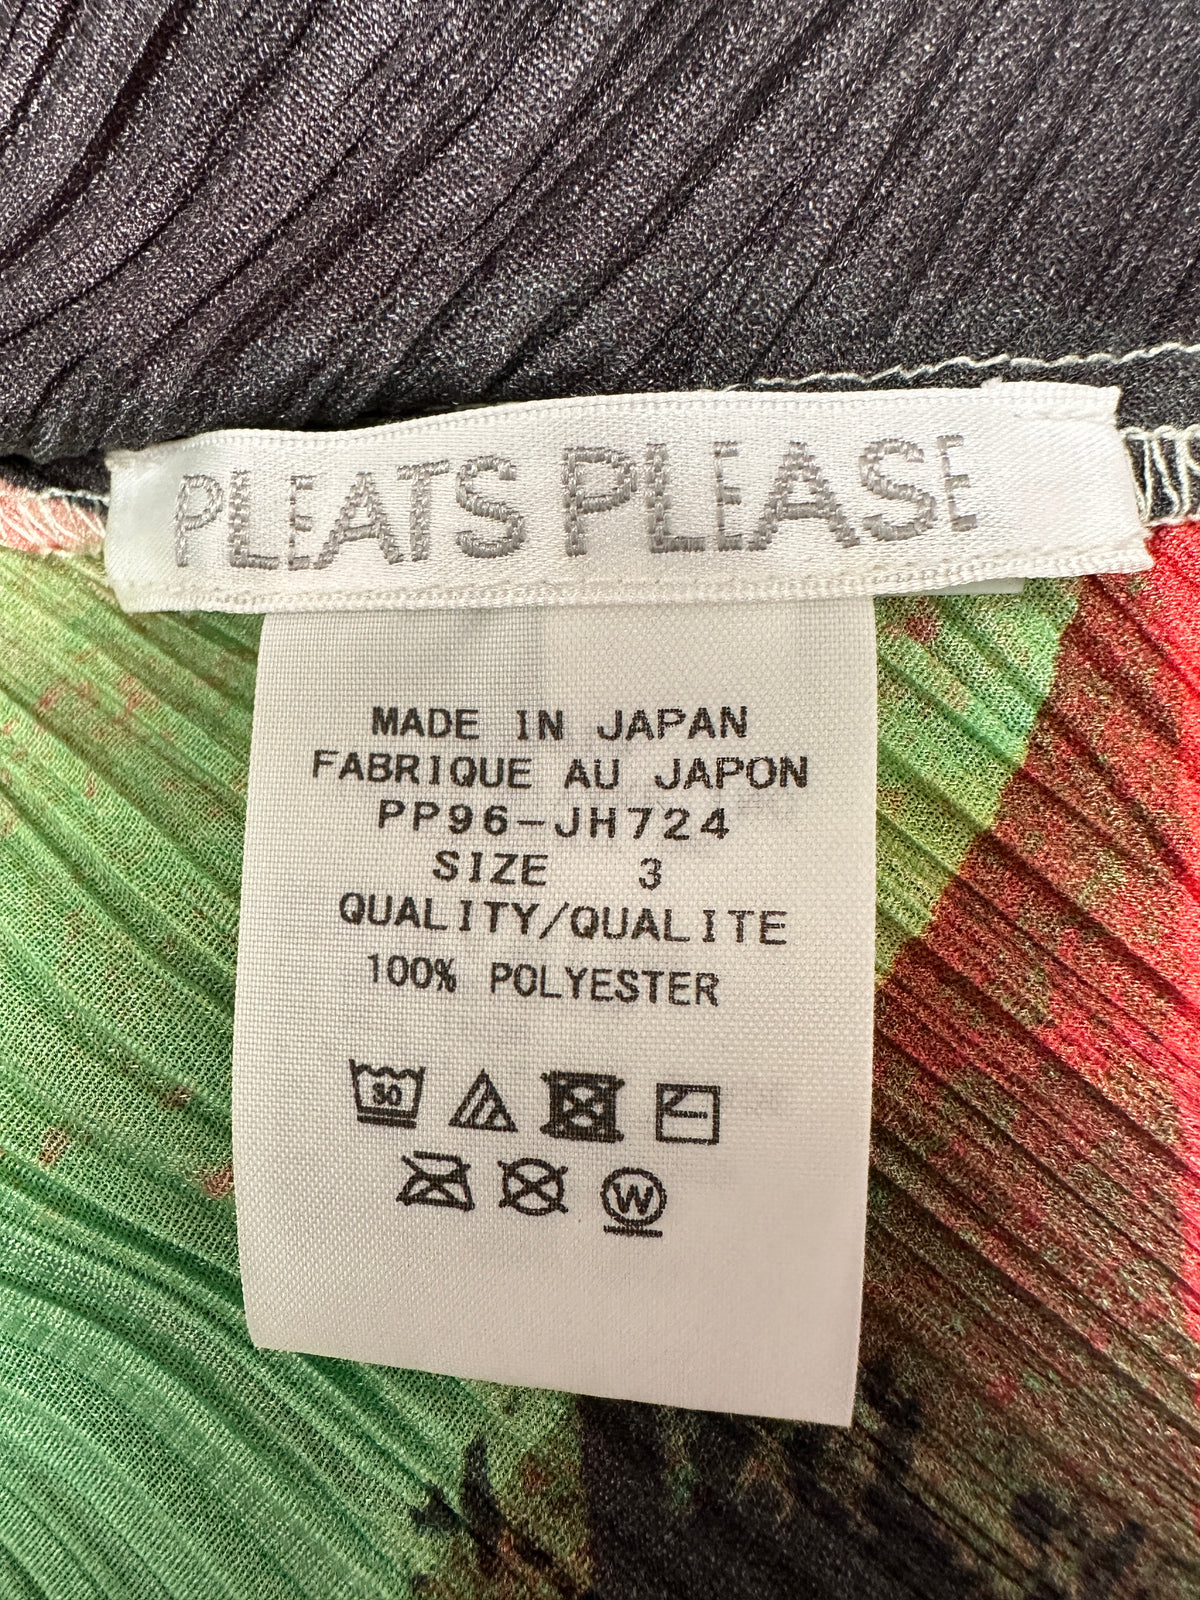 PLEATS PLEASE
MADE IN JAPAN
FABRIQUE AU JAPON
PP96-JH724
SIZE 3
QUALITY/QUALITE
100% POLYESTER
30
W